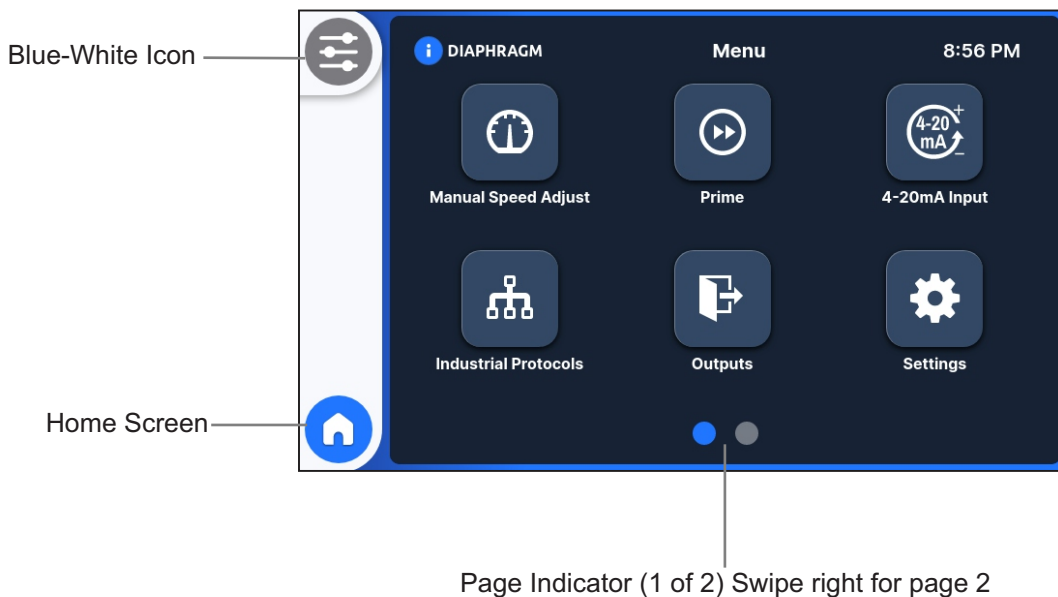 Blue-White Icon
i DIAPHRAGM Menu 8:56 PM
4-20 mA + −
Manual Speed Adjust Prime 4-20mA Input
Industrial Protocols Outputs Settings
Home Screen
Page Indicator (1 of 2) Swipe right for page 2